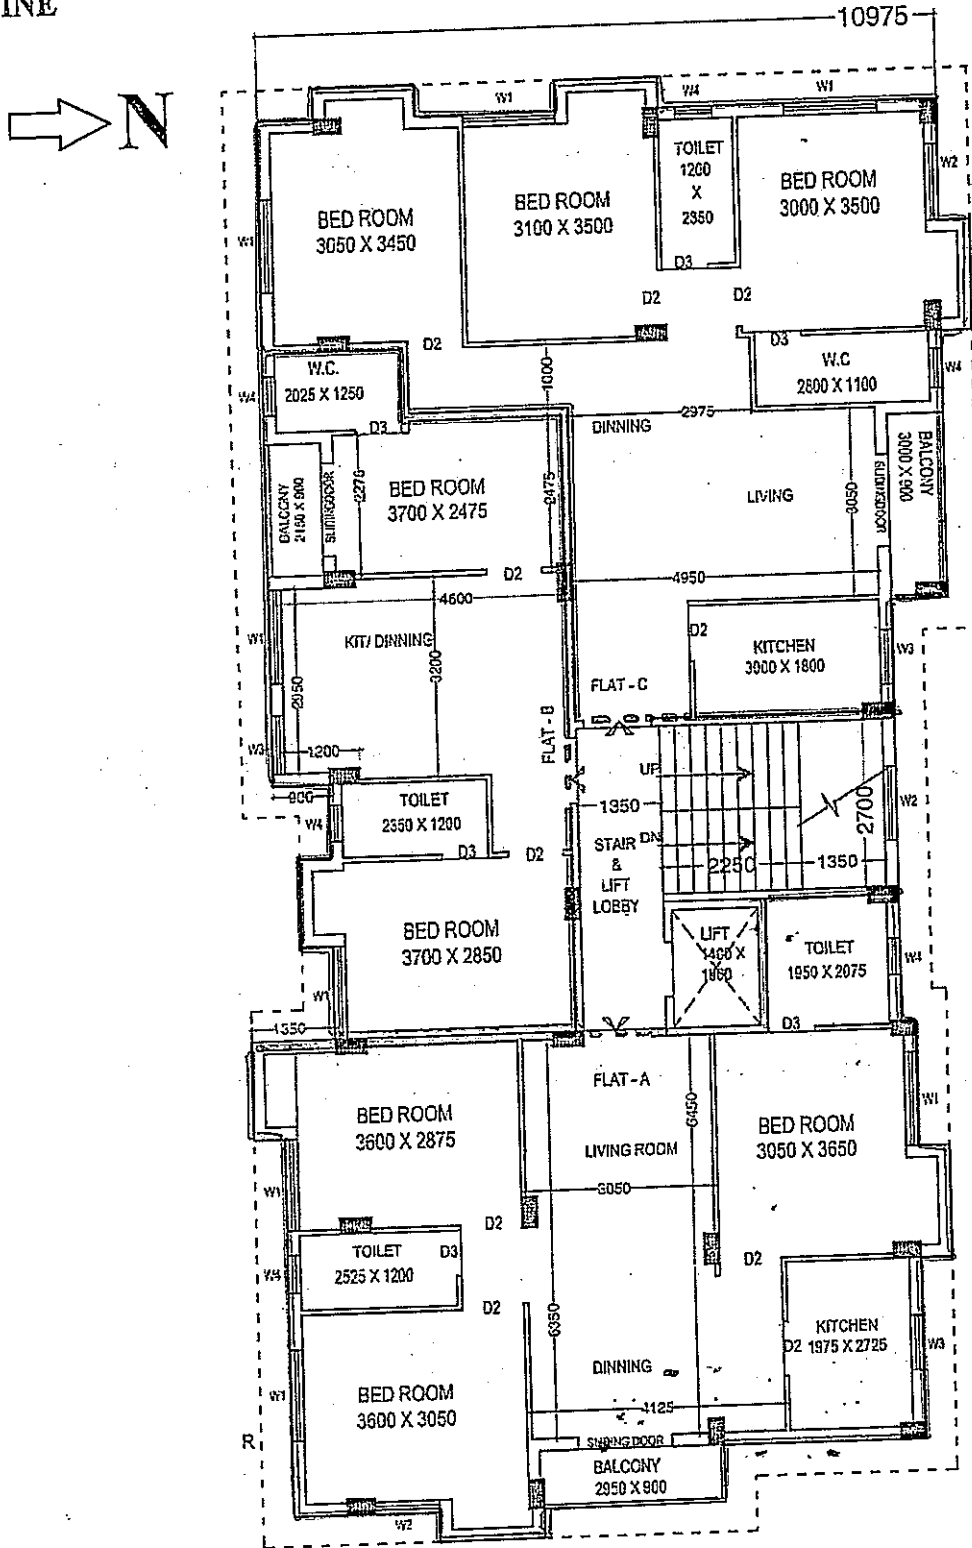 INE
10975
N
W1
W4
W1
TOILET
1200
X
2350
BED ROOM
3050 X 3450
BED ROOM
3100 X 3500
BED ROOM
3000 X 3500
W2
W1
D3
D2
D2
D2
D3
W.C.
2025 X 1250
W4
1000
W.C
2800 X 1100
W4
D3
2975
DINNING
BALCONY
3000 X 900
BALCONY
2150 X 900
2275
BED ROOM
3700 X 2475
2475
LIVING
3050
D2
4950
4600
W1
KIT/ DINNING
D2
KITCHEN
3900 X 1800
W3
2950
3200
FLAT - C
FLAT - B
W3
1200
900
UP
TOILET
2350 X 1200
W4
1350
2700
W2
D3
D2
STAIR
&
LIFT
LOBBY
DN
2250
1350
BED ROOM
3700 X 2850
LIFT
1400 X
TOILET
1950 X 2075
W4
W1
1350
D3
FLAT - A
BED ROOM
3600 X 2875
6450
BED ROOM
3050 X 3650
W1
LIVING ROOM
W1
3050
D2
TOILET
2525 X 1200
D3
W4
D2
D2
6350
KITCHEN
1975 X 2725
D2
W3
DINNING
W1
BED ROOM
3600 X 3050
4125
R
SLIDING DOOR
BALCONY
2950 X 900
W2